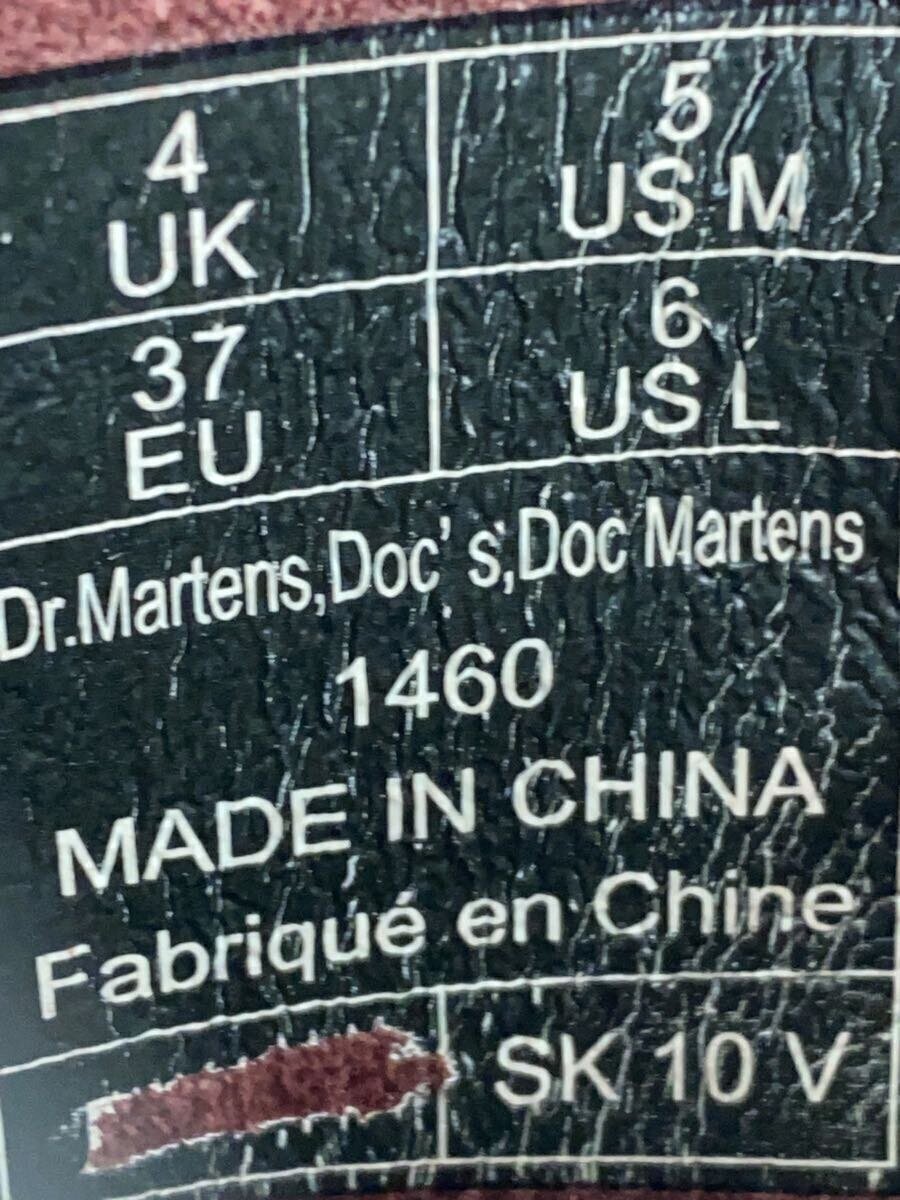 4
UK
5
US M
37
EU
6
US L
Dr.Martens,Doc's,Doc Martens
1460
MADE IN CHINA
Fabriqué en Chine
SK 10 V